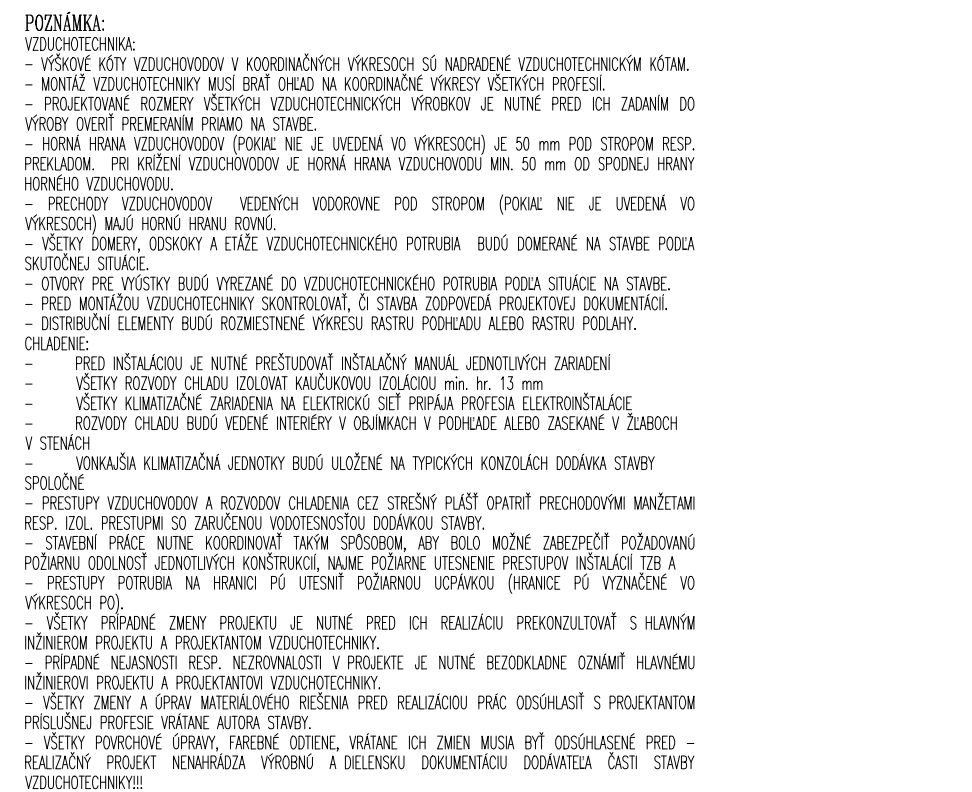 POZNÁMKA:
VZDUCHOTECHNIKA:
- VÝŠKOVÉ KÓTY VZDUCHOVODOV V KOORDINAČNÝCH VÝKRESOCH SÚ NADRADENÉ VZDUCHOTECHNICKÝM KÓTAM.
- MONTÁŽ VZDUCHOTECHNIKY MUSÍ BRAŤ OHĽAD NA KOORDINAČNÉ VÝKRESY VŠETKÝCH PROFESIÍ.
- PROJEKTOVANÉ ROZMERY VŠETKÝCH VZDUCHOTECHNICKÝCH VÝROBKOV JE NUTNÉ PRED ICH ZADANÍM DO
VÝROBY OVERIŤ PREMERANÍM PRIAMO NA STAVBE.
- HORNÁ HRANA VZDUCHOVODOV (POKIAĽ NIE JE UVEDENÁ VO VÝKRESOCH) JE 50 mm POD STROPOM RESP.
PREKLADOM. PRI KRÍŽENÍ VZDUCHOVODOV JE HORNÁ HRANA VZDUCHOVODU MIN. 50 mm OD SPODNEJ HRANY
HORNÉHO VZDUCHOVODU.
- PRECHODY VZDUCHOVODOV VEDENÝCH VODOROVNE POD STROPOM (POKIAĽ NIE JE UVEDENÁ VO
VÝKRESOCH) MAJÚ HORNÚ HRANU ROVNÚ.
- VŠETKY DOMERY, ODSKOKY A ETÁŽE VZDUCHOTECHNICKÉHO POTRUBIA BUDÚ DOMERANÉ NA STAVBE PODĽA
SKUTOČNEJ SITUÁCIE.
- OTVORY PRE VYÚSTKY BUDÚ VYREZANÉ DO VZDUCHOTECHNICKÉHO POTRUBIA PODĽA SITUÁCIE NA STAVBE.
- PRED MONTÁŽOU VZDUCHOTECHNIKY SKONTROLOVAŤ, ČI STAVBA ZODPOVEDÁ PROJEKTOVEJ DOKUMENTÁCIÍ.
- DISTRIBUČNÍ ELEMENTY BUDÚ ROZMIESTNENÉ VÝKRESU RASTRU PODHĽADU ALEBO RASTRU PODLAHY.
CHLADENIE:
- PRED INŠTALÁCIOU JE NUTNÉ PREŠTUDOVAŤ INŠTALAČNÝ MANUÁL JEDNOTLIVÝCH ZARIADENÍ
- VŠETKY ROZVODY CHLADU IZOLOVAT KAUČUKOVOU IZOLÁCIOU min. hr. 13 mm
- VŠETKY KLIMATIZAČNÉ ZARIADENIA NA ELEKTRICKÚ SIEŤ PRIPÁJA PROFESIA ELEKTROINŠTALÁCIE
- ROZVODY CHLADU BUDÚ VEDENÉ INTERIÉRY V OBJÍMKACH V PODHĽADE ALEBO ZASEKANÉ V ŽĽABOCH
V STENÁCH
- VONKAJŠIA KLIMATIZAČNÁ JEDNOTKY BUDÚ ULOŽENÉ NA TYPICKÝCH KONZOLÁCH DODÁVKA STAVBY
SPOLOČNÉ
- PRESTUPY VZDUCHOVODOV A ROZVODOV CHLADENIA CEZ STREŠNÝ PLÁŠŤ OPATRIŤ PRECHODOVÝMI MANŽETAMI
RESP. IZOL. PRESTUPMI SO ZARUČENOU VODOTESNOSŤOU DODÁVKOU STAVBY.
- STAVEBNÍ PRÁCE NUTNE KOORDINOVAŤ TAKÝM SPÔSOBOM, ABY BOLO MOŽNÉ ZABEZPEČIŤ POŽADOVANÚ
POŽIARNU ODOLNOSŤ JEDNOTLIVÝCH KONŠTRUKCIÍ, NAJME POŽIARNE UTESNENIE PRESTUPOV INŠTALÁCIÍ TZB A
- PRESTUPY POTRUBIA NA HRANICI PÚ UTESNIŤ POŽIARNOU UCPÁVKOU (HRANICE PÚ VYZNAČENÉ VO
VÝKRESOCH PO).
- VŠETKY PRÍPADNÉ ZMENY PROJEKTU JE NUTNÉ PRED ICH REALIZÁCIU PREKONZULTOVAŤ S HLAVNÝM
INŽINIEROM PROJEKTU A PROJEKTANTOM VZDUCHOTECHNIKY.
- PRÍPADNÉ NEJASNOSTI RESP. NEZROVNALOSTI V PROJEKTE JE NUTNÉ BEZODKLADNE OZNÁMIŤ HLAVNÉMU
INŽINIEROVI PROJEKTU A PROJEKTANTOVI VZDUCHOTECHNIKY.
- VŠETKY ZMENY A ÚPRAV MATERIÁLOVÉHO RIEŠENIA PRED REALIZÁCIOU PRÁC ODSÚHLASIŤ S PROJEKTANTOM
PRÍSLUŠNEJ PROFESIE VRÁTANE AUTORA STAVBY.
- VŠETKY POVRCHOVÉ ÚPRAVY, FAREBNÉ ODTIENE, VRÁTANE ICH ZMIEN MUSIA BYŤ ODSÚHLASENÉ PRED -
REALIZAČNÝ PROJEKT NENAHRÁDZA VÝROBNÚ A DIELENSKU DOKUMENTÁCIU DODÁVATEĽA ČASTI STAVBY
VZDUCHOTECHNIKY!!!